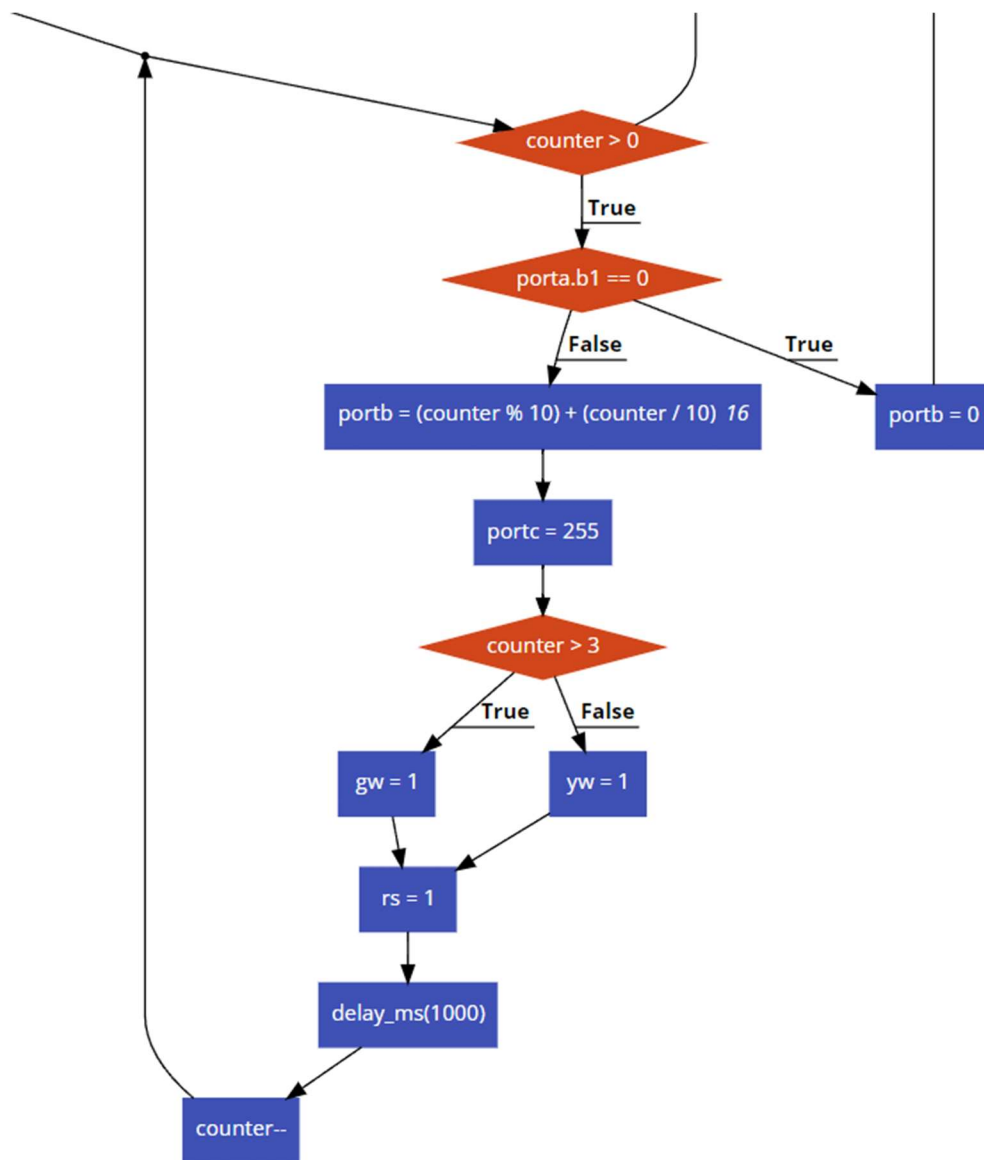 counter > 0
True
porta.b1 == 0
False
True
portb = (counter % 10) + (counter / 10) 16
portb = 0
portc = 255
counter > 3
True
False
gw = 1
yw = 1
rs = 1
delay_ms(1000)
counter--